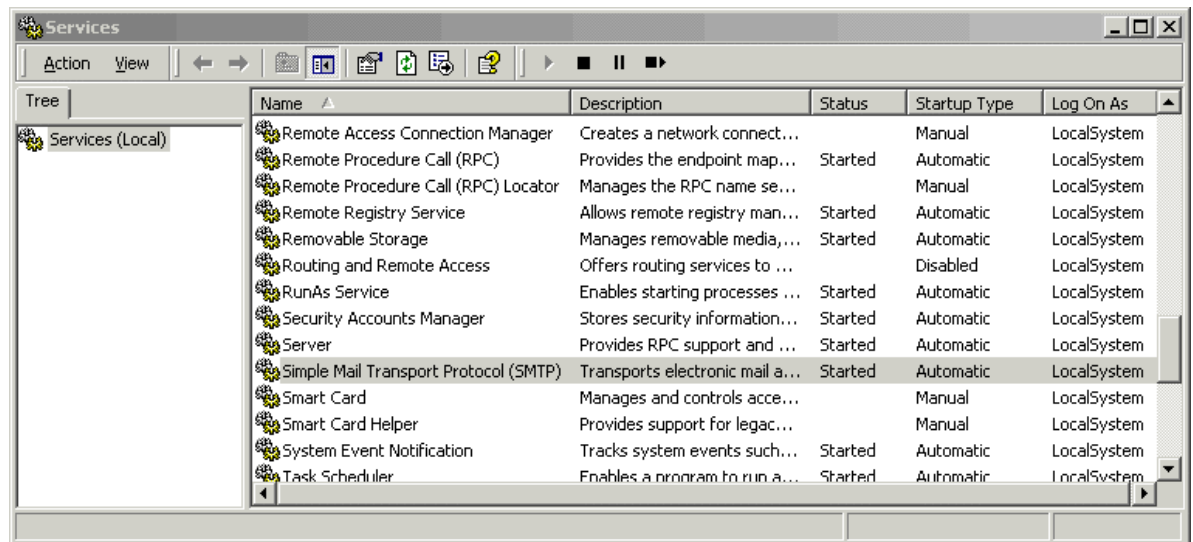 Services
Action View
Tree
Name Description Status Startup Type Log On As
Services (Local)
Remote Access Connection Manager Creates a network connect... Manual LocalSystem
Remote Procedure Call (RPC) Provides the endpoint map... Started Automatic LocalSystem
Remote Procedure Call (RPC) Locator Manages the RPC name se... Manual LocalSystem
Remote Registry Service Allows remote registry man... Started Automatic LocalSystem
Removable Storage Manages removable media,... Started Automatic LocalSystem
Routing and Remote Access Offers routing services to ... Disabled LocalSystem
RunAs Service Enables starting processes ... Started Automatic LocalSystem
Security Accounts Manager Stores security information... Started Automatic LocalSystem
Server Provides RPC support and ... Started Automatic LocalSystem
Simple Mail Transport Protocol (SMTP) Transports electronic mail a... Started Automatic LocalSystem
Smart Card Manages and controls acce... Manual LocalSystem
Smart Card Helper Provides support for legac... Manual LocalSystem
System Event Notification Tracks system events such... Started Automatic LocalSystem
Task Scheduler Enables a program to run a... Started Automatic LocalSystem